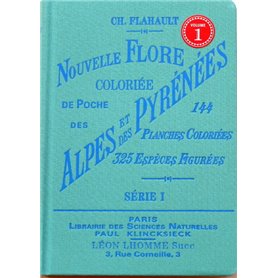 CH. FLAHAULT
VOLUME
1
NOUVELLE FLORE
COLORIÉE
DE POCHE
DES
ALPES ET
DES PYRÉNÉES
144
PLANCHES COLORIÉES
325 ESPÈCES FIGURÉES
SÉRIE I
PARIS
LIBRAIRIE DES SCIENCES NATURELLES
PAUL KLINCKSIECK
LÉON LHOMME Succ
3, Rue Corneille, 3